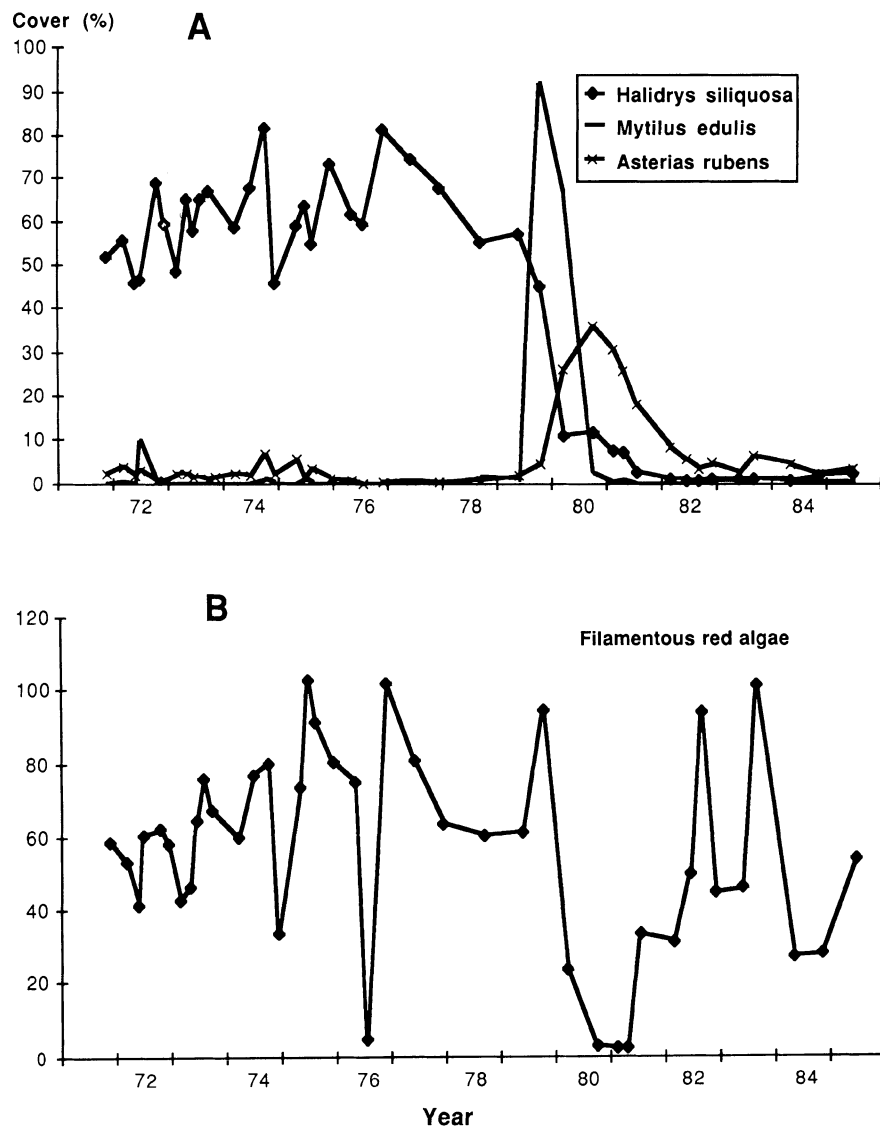 Cover (%)
A
100
90
80
70
60
50
40
30
20
10
0
Halidrys siliquosa
Mytilus edulis
Asterias rubens
72 74 76 78 80 82 84
B
Filamentous red algae
120
100
80
60
40
20
0
72 74 76 78 80 82 84
Year